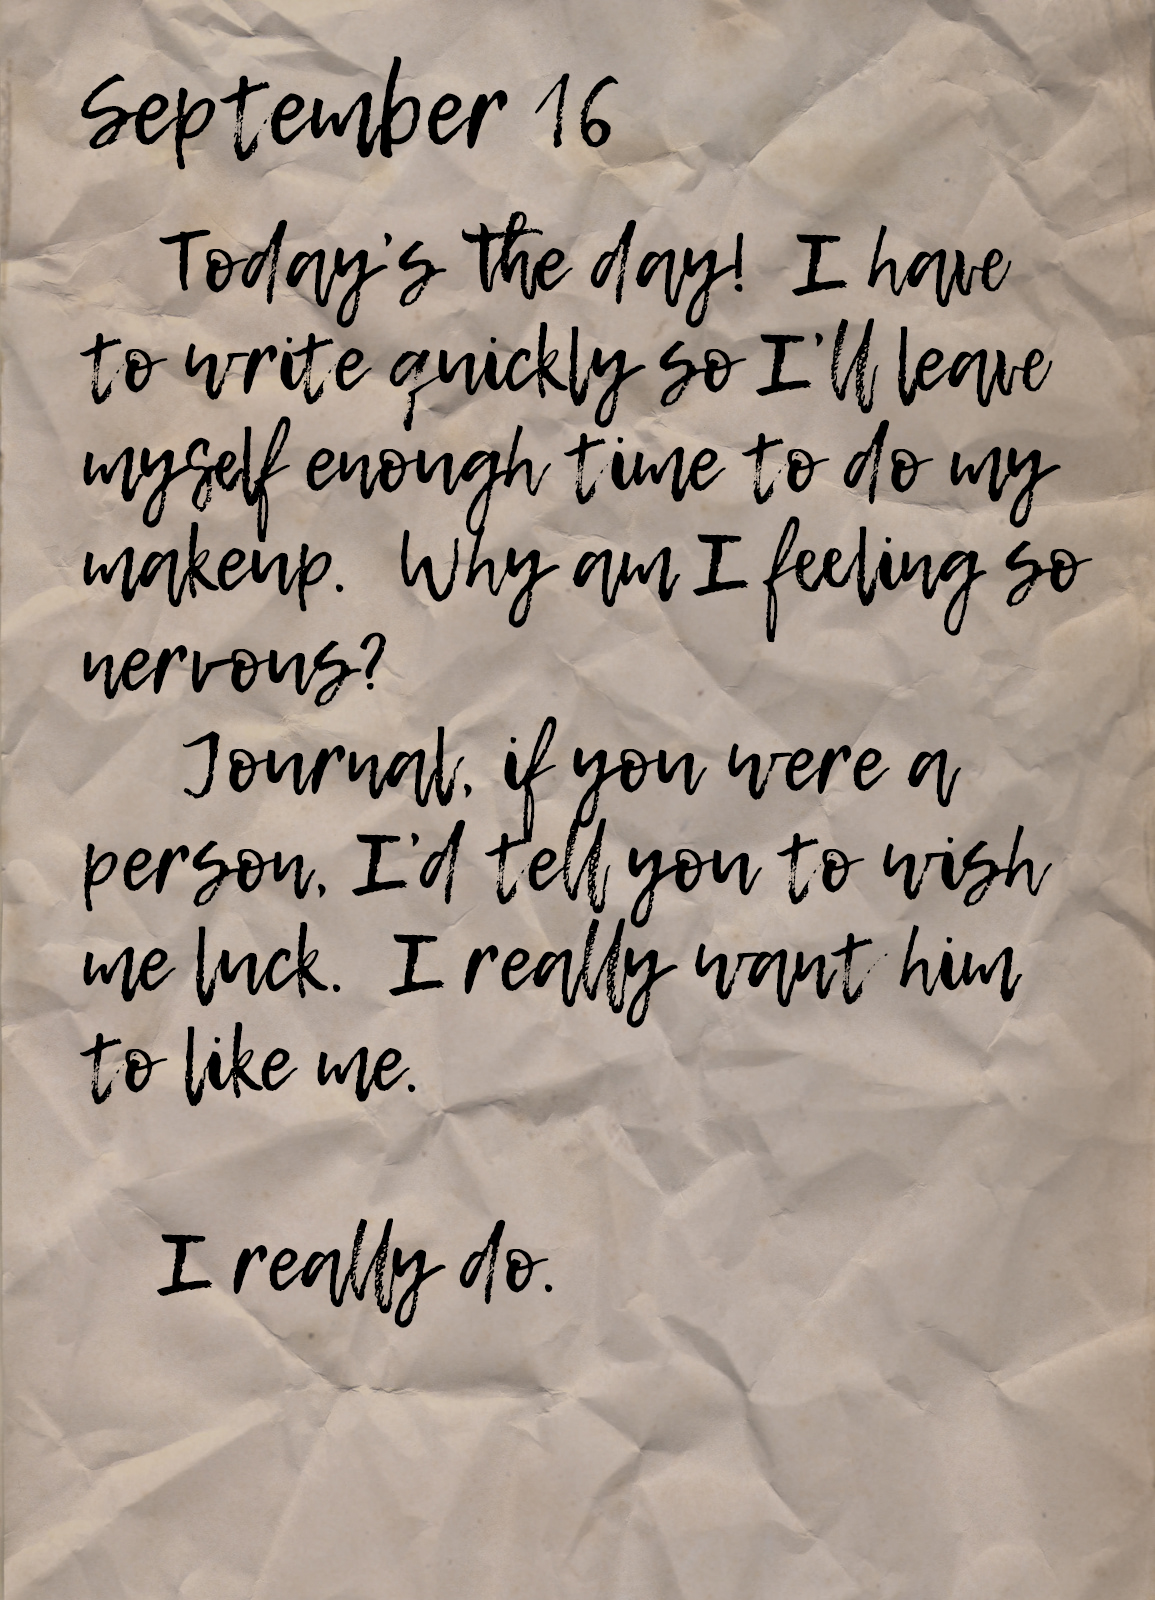 September 16
Today's the day! I have
to write quickly so I'll leave
myself enough time to do my
makeup. Why am I feeling so
nervous?
Journal, if you were a
person, I'd tell you to wish
me luck. I really want him
to like me.
I really do.